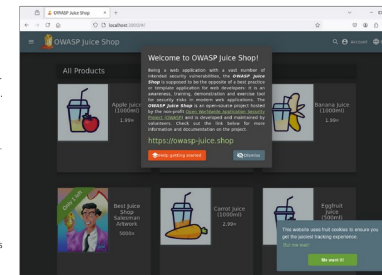 OWASP Juice Shop
localhost:3000/#/
OWASP Juice Shop
ACCOUNT
All Products
Welcome to OWASP Juice Shop!
Being a web application with a vast number of
intended security vulnerabilities, the OWASP Juice
Shop is supposed to be the opposite of a best practice
or template application for web developers: It is an
awareness, training, demonstration and exercise tool
for security risks in modern web applications. The
OWASP Juice Shop is an open-source project hosted
by the non-profit Open Worldwide Application Security
Project (OWASP) and is developed and maintained by
volunteers. Check out the link below for more
information and documentation on the project.
https://owasp-juice.shop
Help getting started
Dismiss
Apple Juice
(1000ml)
1.99¤
Banana Juice
(1000ml)
1.99¤
Only 1 left
Best Juice
Shop
Salesman
Artwork
5000¤
Carrot Juice
(1000ml)
2.99¤
Eggfruit
Juice
(500ml)
This website uses fruit cookies to ensure you
get the juiciest tracking experience.
But me wait!
Me want it!